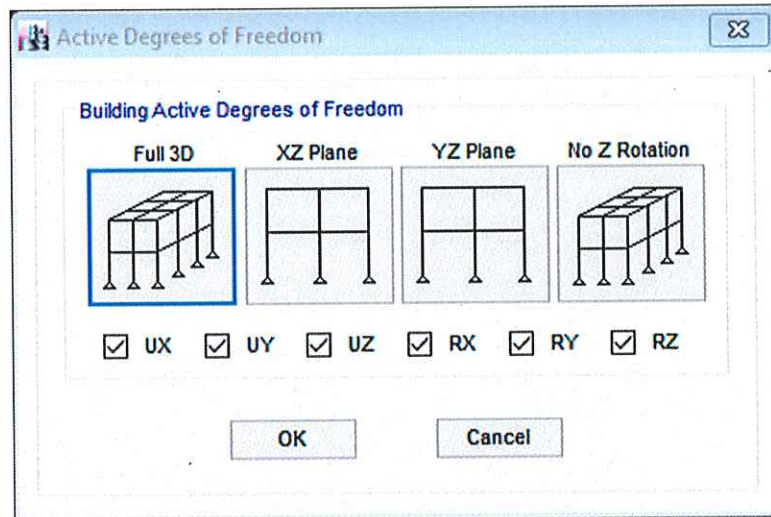 Active Degrees of Freedom
Building Active Degrees of Freedom
Full 3D XZ Plane YZ Plane No Z Rotation
UX UY UZ RX RY RZ
OK Cancel